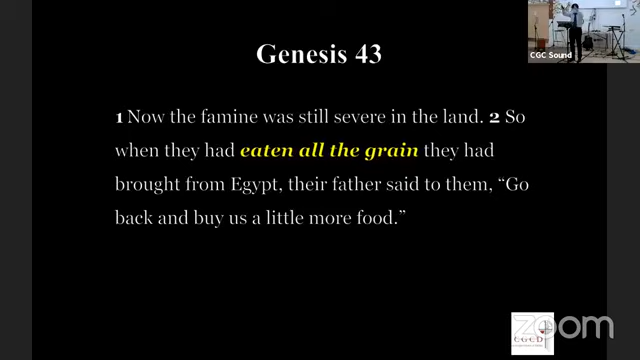 CGC Sound
Genesis 43
1 Now the famine was still severe in the land. 2 So
when they had eaten all the grain they had
brought from Egypt, their father said to them, “Go
back and buy us a little more food.”
CGCD
zoom